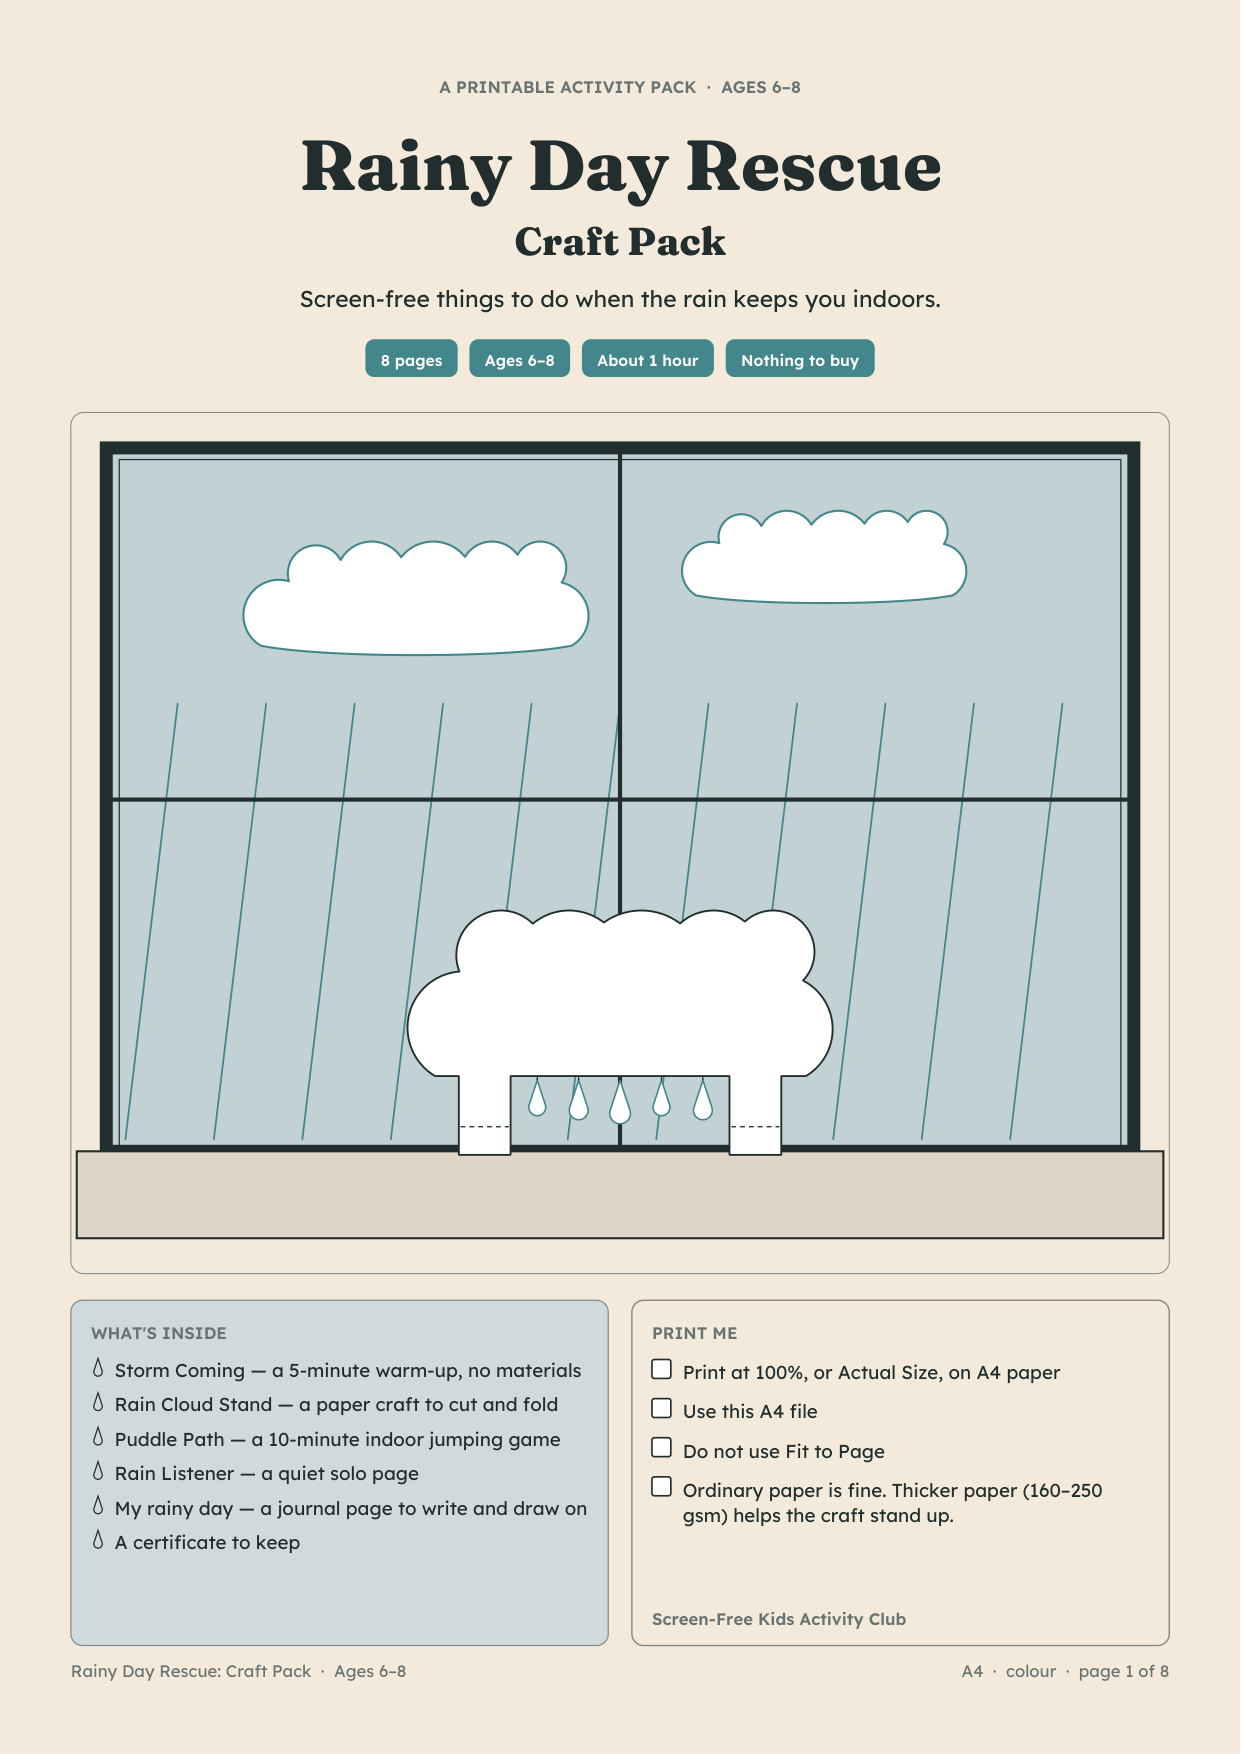 A PRINTABLE ACTIVITY PACK · AGES 6–8
Rainy Day Rescue
Craft Pack
Screen-free things to do when the rain keeps you indoors.
8 pages
Ages 6–8
About 1 hour
Nothing to buy
WHAT'S INSIDE
Storm Coming — a 5-minute warm-up, no materials
Rain Cloud Stand — a paper craft to cut and fold
Puddle Path — a 10-minute indoor jumping game
Rain Listener — a quiet solo page
My rainy day — a journal page to write and draw on
A certificate to keep
PRINT ME
Print at 100%, or Actual Size, on A4 paper
Use this A4 file
Do not use Fit to Page
Ordinary paper is fine. Thicker paper (160–250
gsm) helps the craft stand up.
Screen-Free Kids Activity Club
Rainy Day Rescue: Craft Pack · Ages 6–8
A4 · colour · page 1 of 8